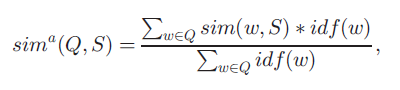 sim^a(Q, S) = \frac{\sum_{w \in Q} sim(w, S) * idf(w)}{\sum_{w \in Q} idf(w)},